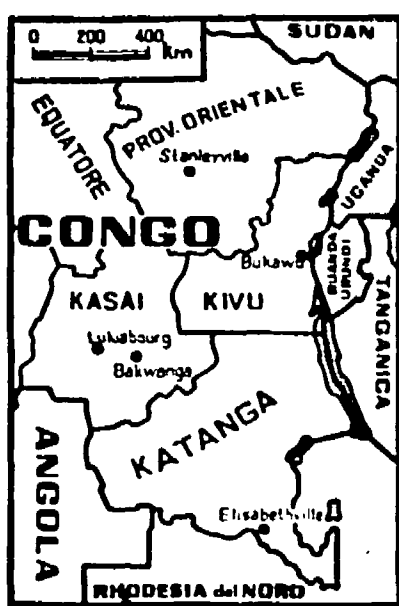 SUDAN
0 200 400
Km
EQUATORE
PROV. ORIENTALE
Stanleyville
UGANDA
CONGO
Bukawu
RUANDA
URUNDI
KASAI
KIVU
TANGANICA
Luluabourg
Bakwanga
KATANGA
ANGOLA
Elisabethville
RHODESIA del NORD